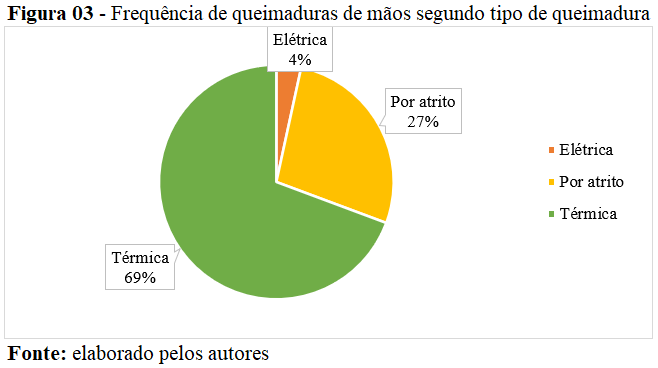 Figura 03 - Frequência de queimaduras de mãos segundo tipo de queimadura
Elétrica
4%
Por atrito
27%
Térmica
69%
Elétrica
Por atrito
Térmica
Fonte: elaborado pelos autores